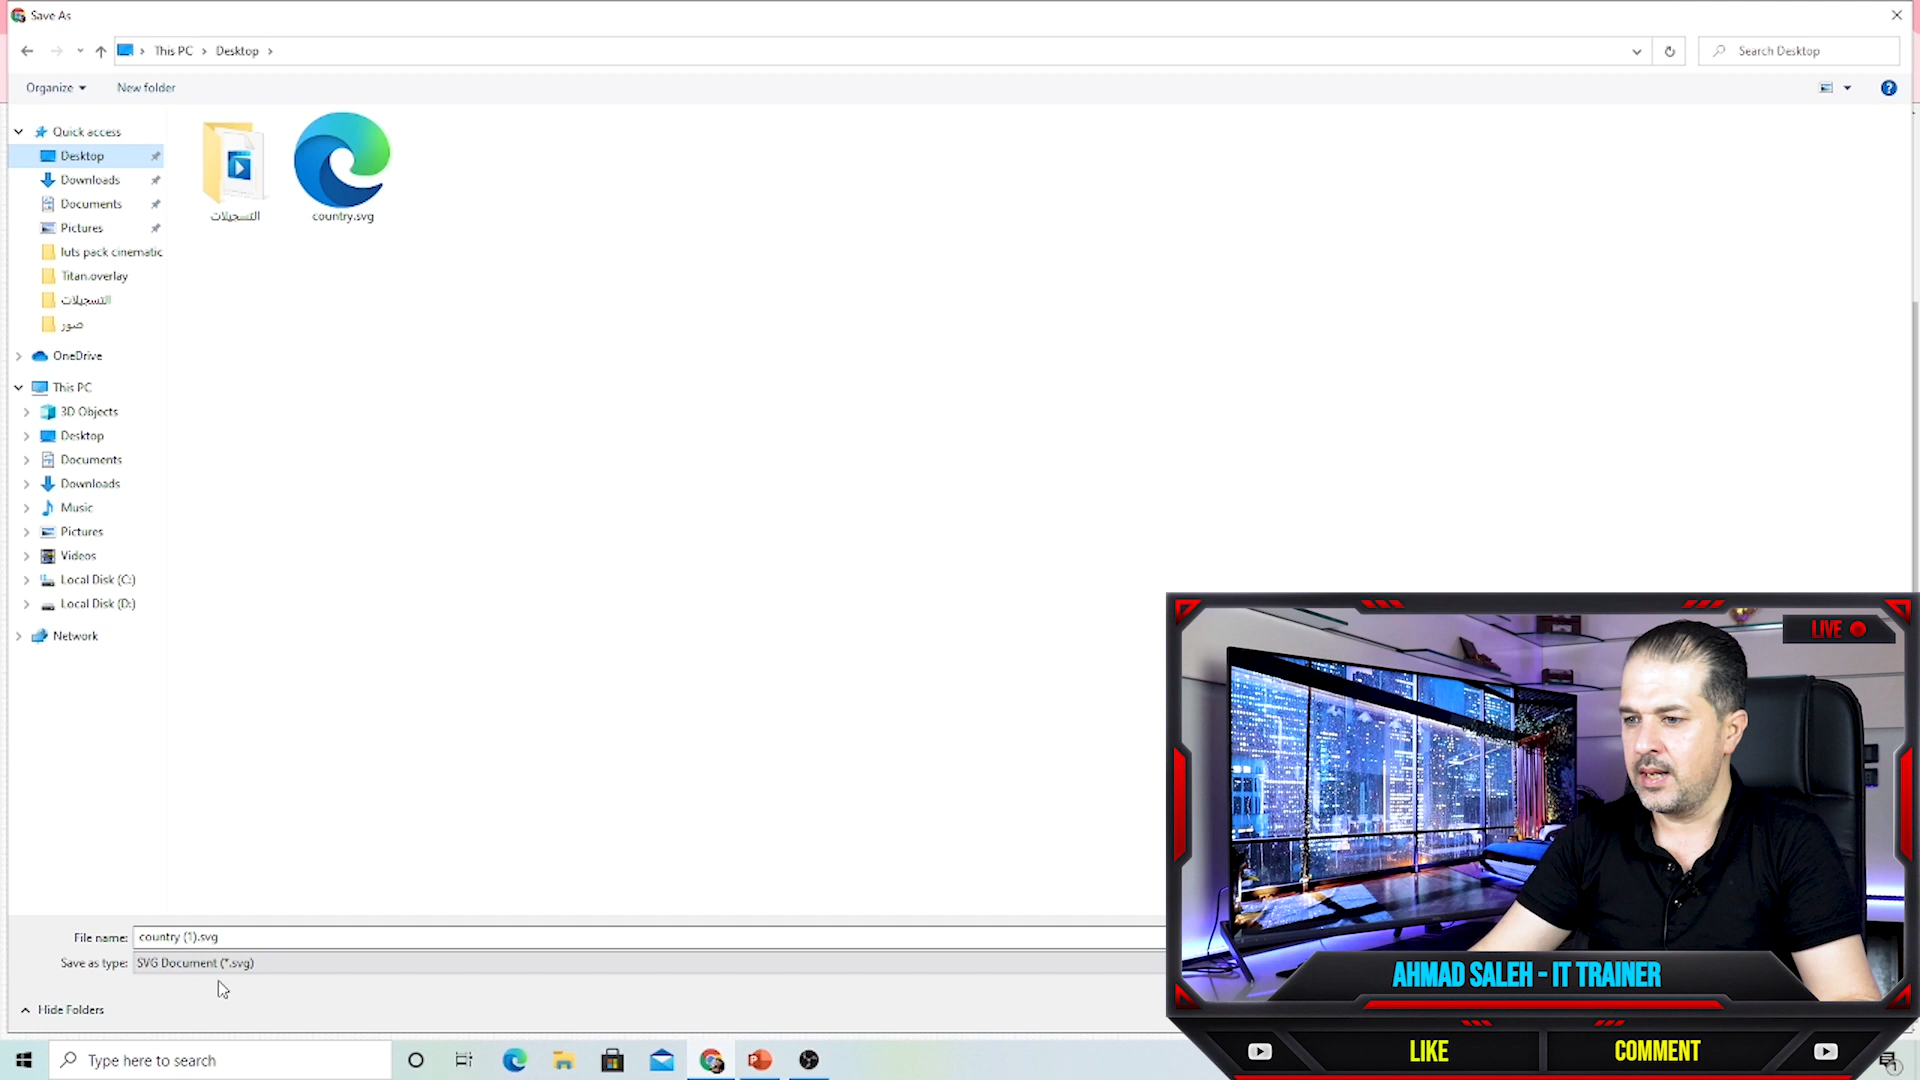 Save As
This PC
Desktop
Search Desktop
Organize
New folder
Quick access
Desktop
Downloads
Documents
Pictures
luts pack cinematic
Titan.overlay
التسجيلات
صور
OneDrive
This PC
3D Objects
Desktop
Documents
Downloads
Music
Pictures
Videos
Local Disk (C:)
Local Disk (D:)
Network
التسجيلات
country.svg
File name: country (1).svg
Save as type: SVG Document (*.svg)
Hide Folders
Type here to search
LIVE
AHMAD SALEH - IT TRAINER
LIKE
COMMENT